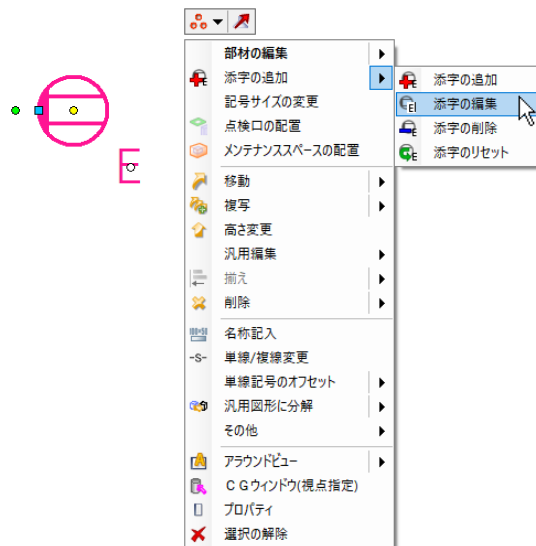 部材の編集
添字の追加
記号サイズの変更
点検口の配置
メンテナンススペースの配置
移動
複写
高さ変更
汎用編集
揃え
削除
名称記入
-S- 単線/複線変更
単線記号のオフセット
汎用図形に分解
その他
アラウンドビュー
ＣＧウィンドウ(視点指定)
プロパティ
選択の解除
添字の追加
添字の編集
添字の削除
添字のリセット
E